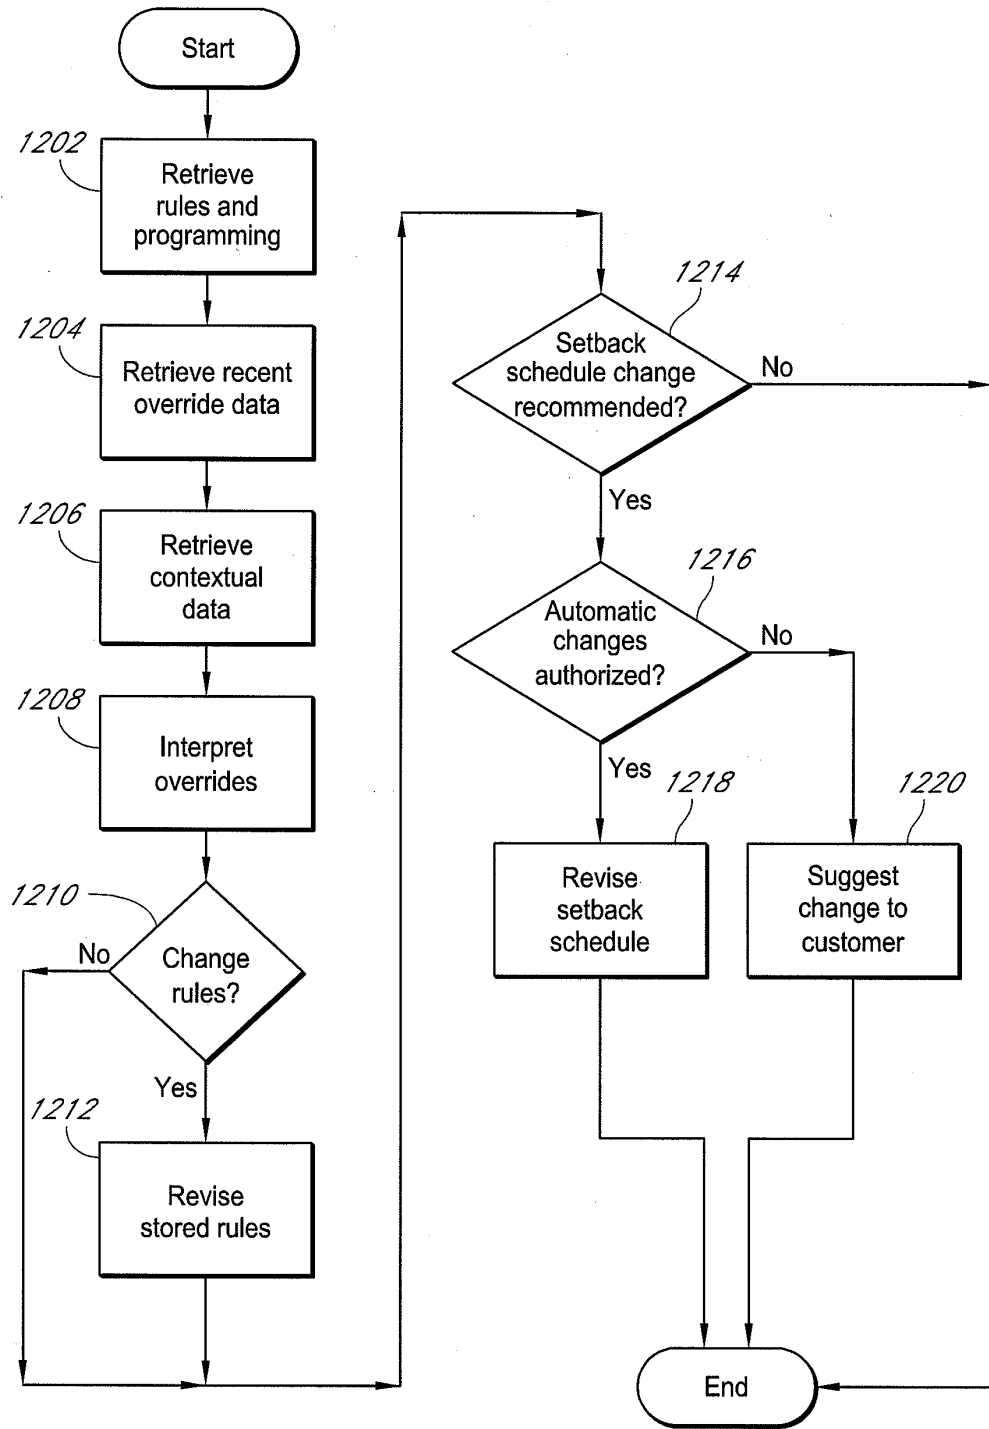 Start
1202
Retrieve
rules and
programming
1204
Retrieve recent
override data
1206
Retrieve
contextual
data
1208
Interpret
overrides
1210
No
Change
rules?
Yes
1212
Revise
stored rules
1214
Setback
schedule change
recommended?
No
Yes
1216
Automatic
changes
authorized?
No
Yes
1218
Revise
setback
schedule
1220
Suggest
change to
customer
End